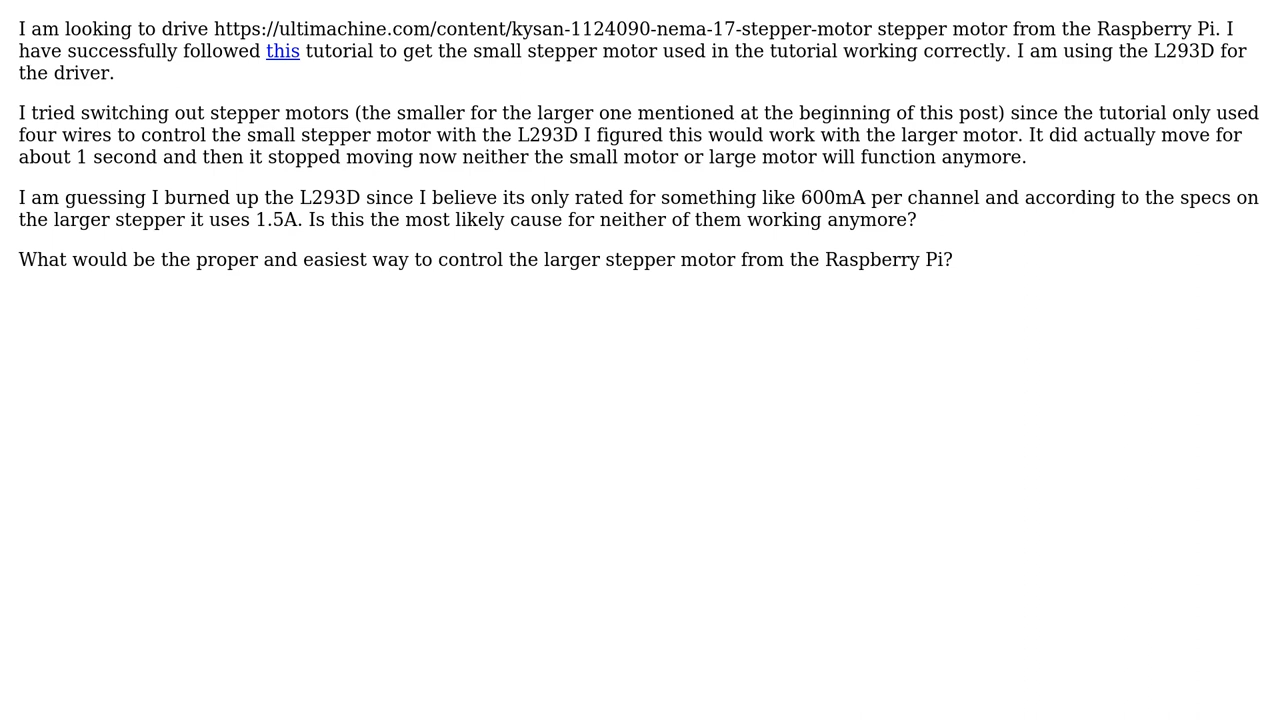 I am looking to drive https://ultimachine.com/content/kysan-1124090-nema-17-stepper-motor stepper motor from the Raspberry Pi. I
have successfully followed this tutorial to get the small stepper motor used in the tutorial working correctly. I am using the L293D for
the driver.
I tried switching out stepper motors (the smaller for the larger one mentioned at the beginning of this post) since the tutorial only used
four wires to control the small stepper motor with the L293D I figured this would work with the larger motor. It did actually move for
about 1 second and then it stopped moving now neither the small motor or large motor will function anymore.
I am guessing I burned up the L293D since I believe its only rated for something like 600mA per channel and according to the specs on
the larger stepper it uses 1.5A. Is this the most likely cause for neither of them working anymore?
What would be the proper and easiest way to control the larger stepper motor from the Raspberry Pi?